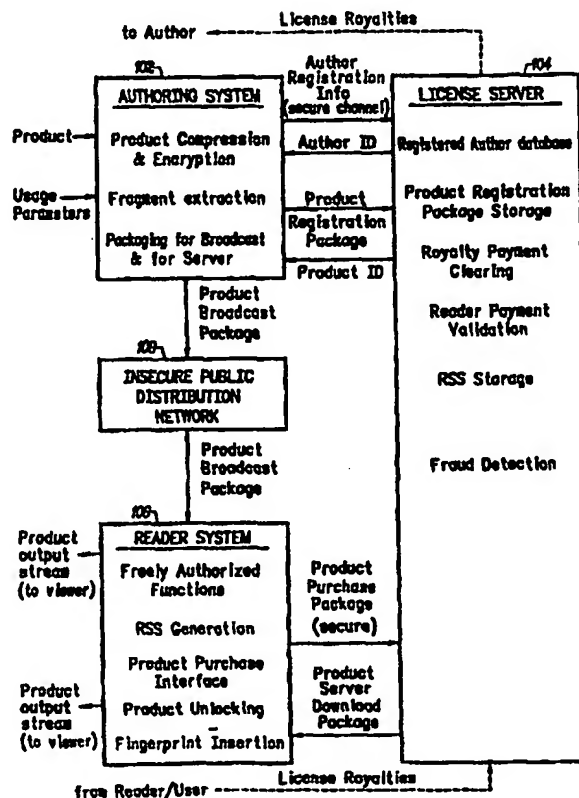 License Royalties
to Author
102
AUTHORING SYSTEM
Product Compression
& Encryption
Fragment extraction
Packaging for Broadcast
& for Server
Product
Usage
Parameters
Author
Registration
Info
(secure channel)
Author ID
Product
Registration
Package
Product ID
104
LICENSE SERVER
Registered Author database
Product Registration
Package Storage
Royalty Payment
Clearing
Reader Payment
Validation
RSS Storage
Fraud Detection
Product
Broadcast
Package
108
INSECURE PUBLIC
DISTRIBUTION
NETWORK
Product
Broadcast
Package
106
READER SYSTEM
Freely Authorized
Functions
RSS Generation
Product Purchase
Interface
Product Unlocking
Fingerprint Insertion
Product
output
stream
(to viewer)
Product
output stream
(to viewer)
Product
Purchase
Package
(secure)
Product
Server
Download
Package
License Royalties
from Reader/User